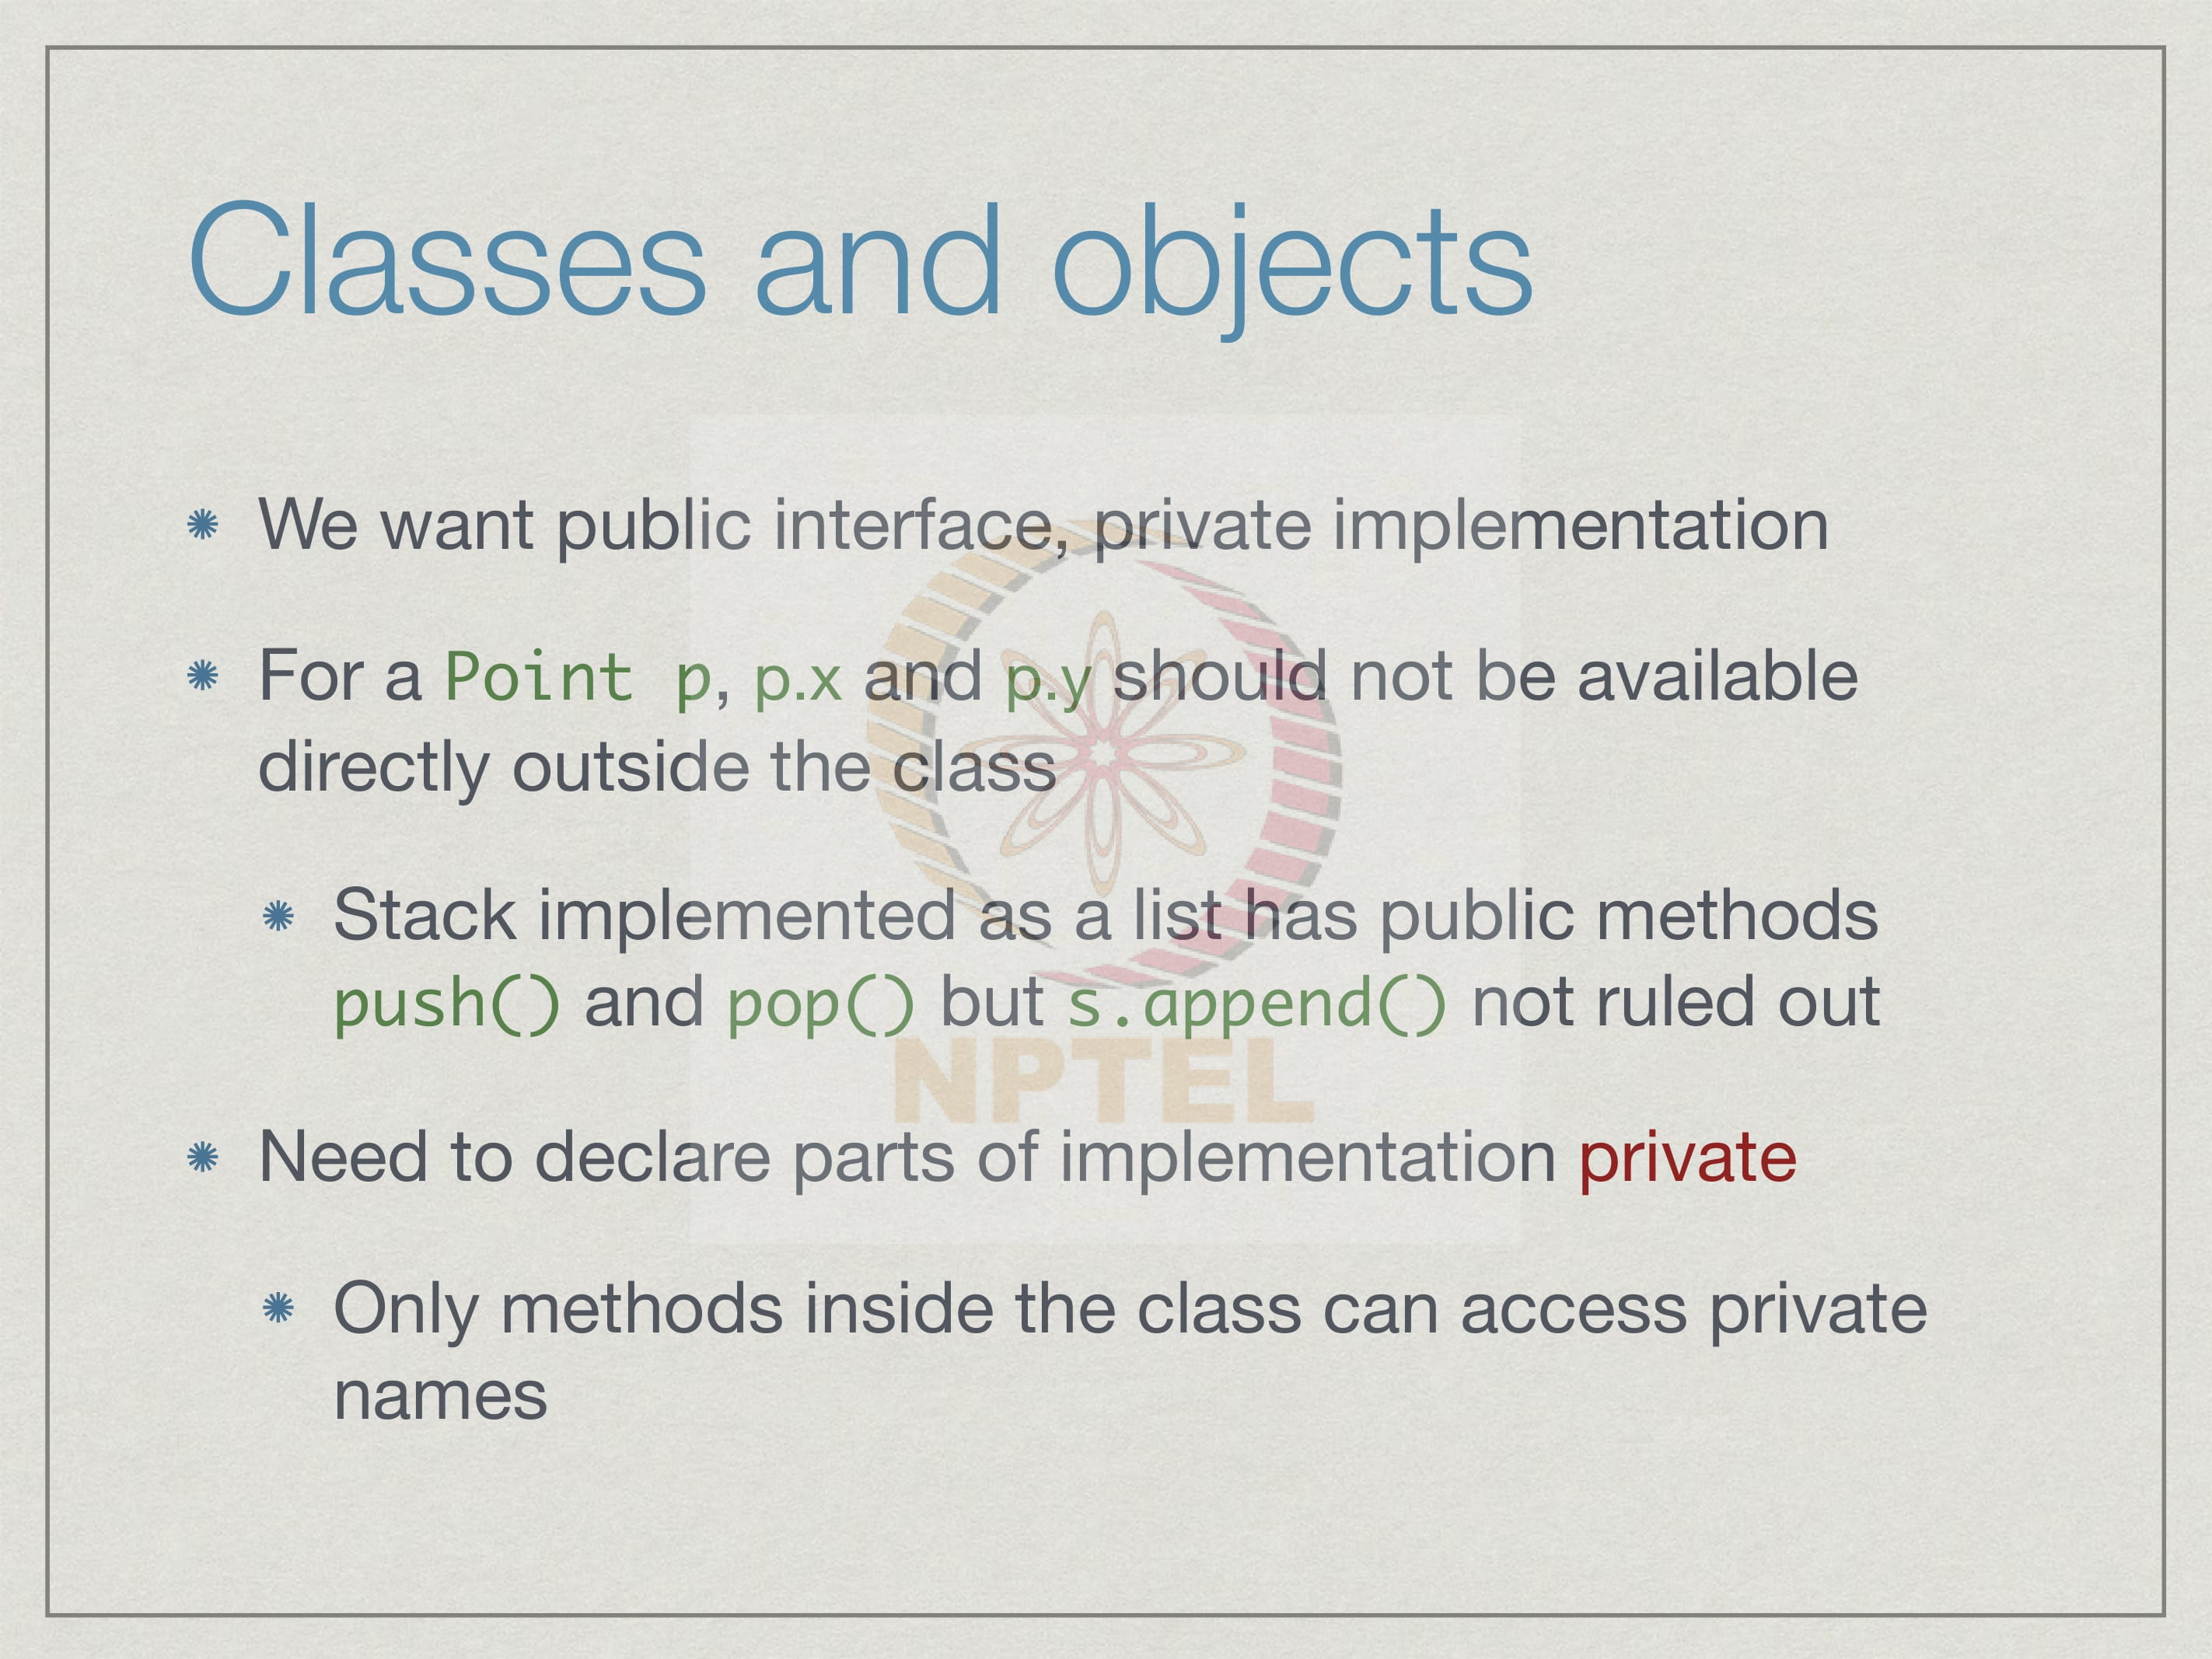 Classes and objects
We want public interface, private implementation
For a Point p, p.x and p.y should not be available
directly outside the class
Stack implemented as a list has public methods
push() and pop() but s.append() not ruled out
NPTEL
Need to declare parts of implementation private
Only methods inside the class can access private
names